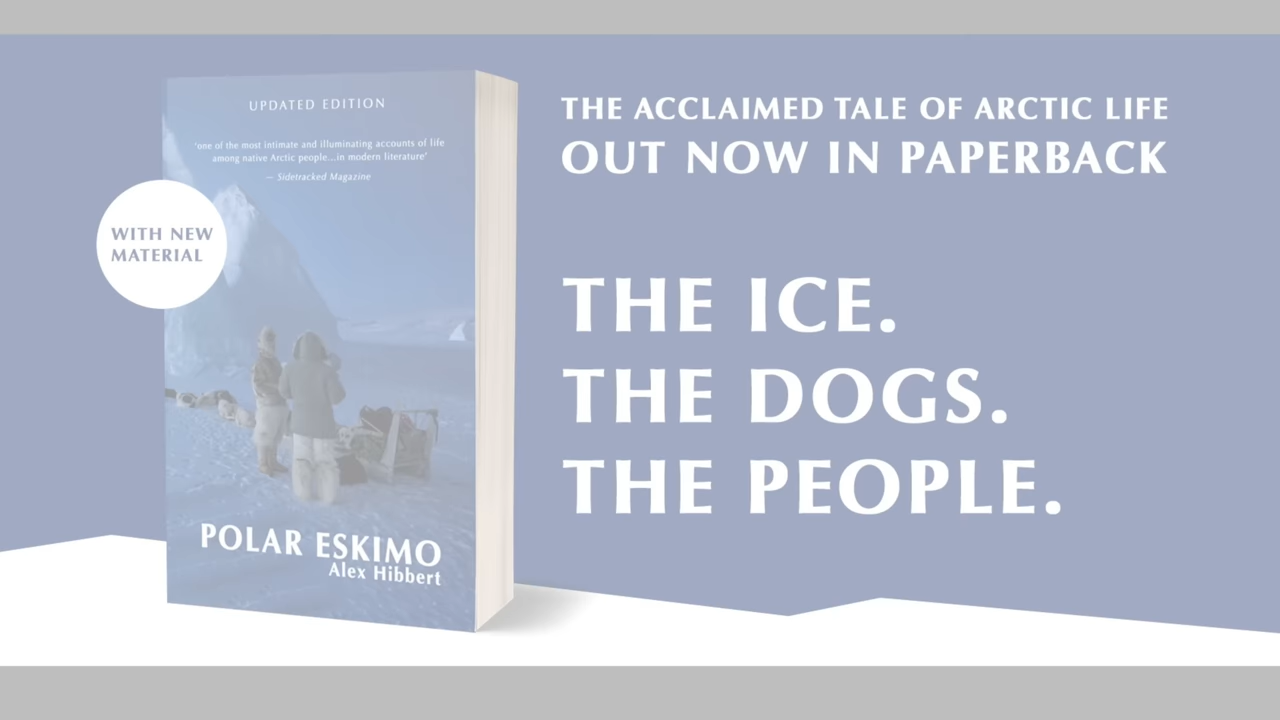 UPDATED EDITION
'one of the most intimate and illuminating accounts of life
among native Arctic people...in modern literature'
— Sidetracked Magazine
WITH NEW
MATERIAL
POLAR ESKIMO
Alex Hibbert
THE ACCLAIMED TALE OF ARCTIC LIFE
OUT NOW IN PAPERBACK
THE ICE.
THE DOGS.
THE PEOPLE.